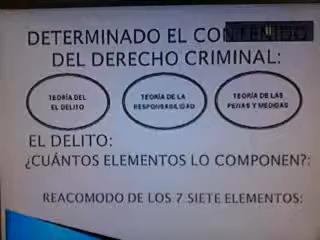 DETERMINADO EL CONTENIDO
DEL DERECHO CRIMINAL:
TEORÍA DEL
EL DELITO
TEORÍA DE LA
RESPONSABILIDAD
TEORÍA DE LAS
PENAS Y MEDIDAS
EL DELITO:
¿CUÁNTOS ELEMENTOS LO COMPONEN?:
REACOMODO DE LOS 7 SIETE ELEMENTOS: